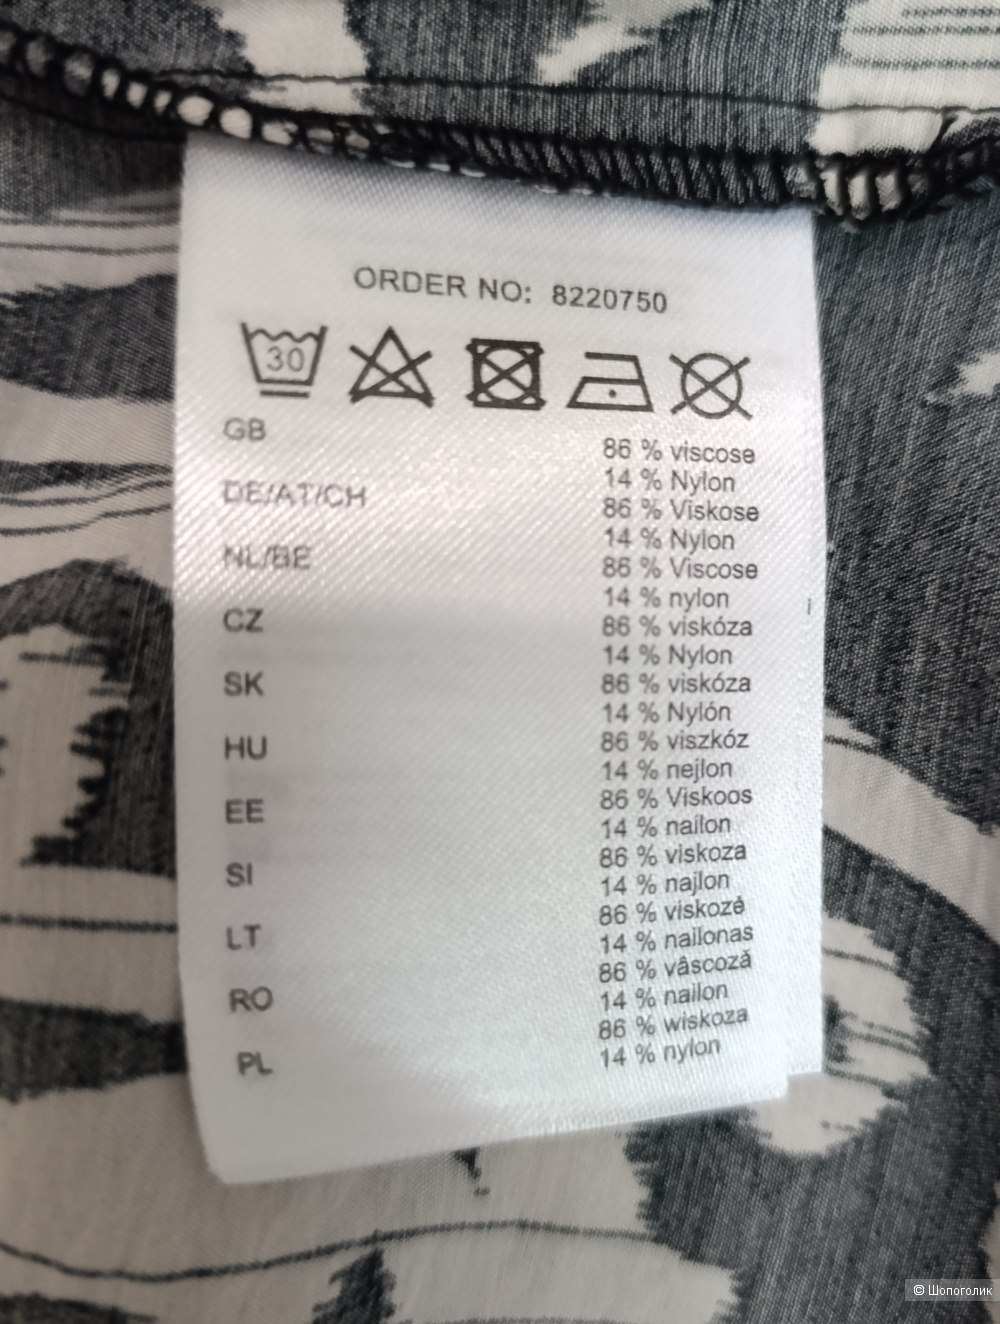 ORDER NO: 8220750
30
GB
86 % viscose
14 % Nylon
DE/AT/CH
86 % Viskose
14 % Nylon
NL/BE
86 % Viscose
14 % nylon
CZ
86 % viskóza
14 % Nylon
SK
86 % viskóza
14 % Nylón
HU
86 % viszkóz
14 % nejlon
EE
86 % Viskoos
14 % nailon
SI
86 % viskoza
14 % najlon
LT
86 % viskozė
14 % nailonas
RO
86 % vâscoză
14 % nailon
PL
86 % wiskoza
14 % nylon
© Шопоголик